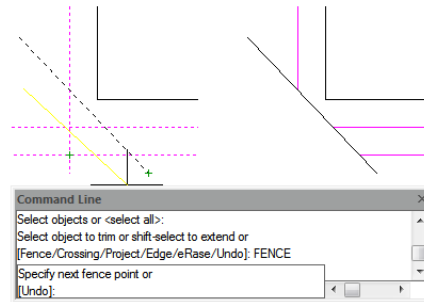 Command Line
Select objects or <select all>:
Select object to trim or shift-select to extend or
[Fence/Crossing/Project/Edge/eRase/Undo]: FENCE
Specify next fence point or
[Undo]: